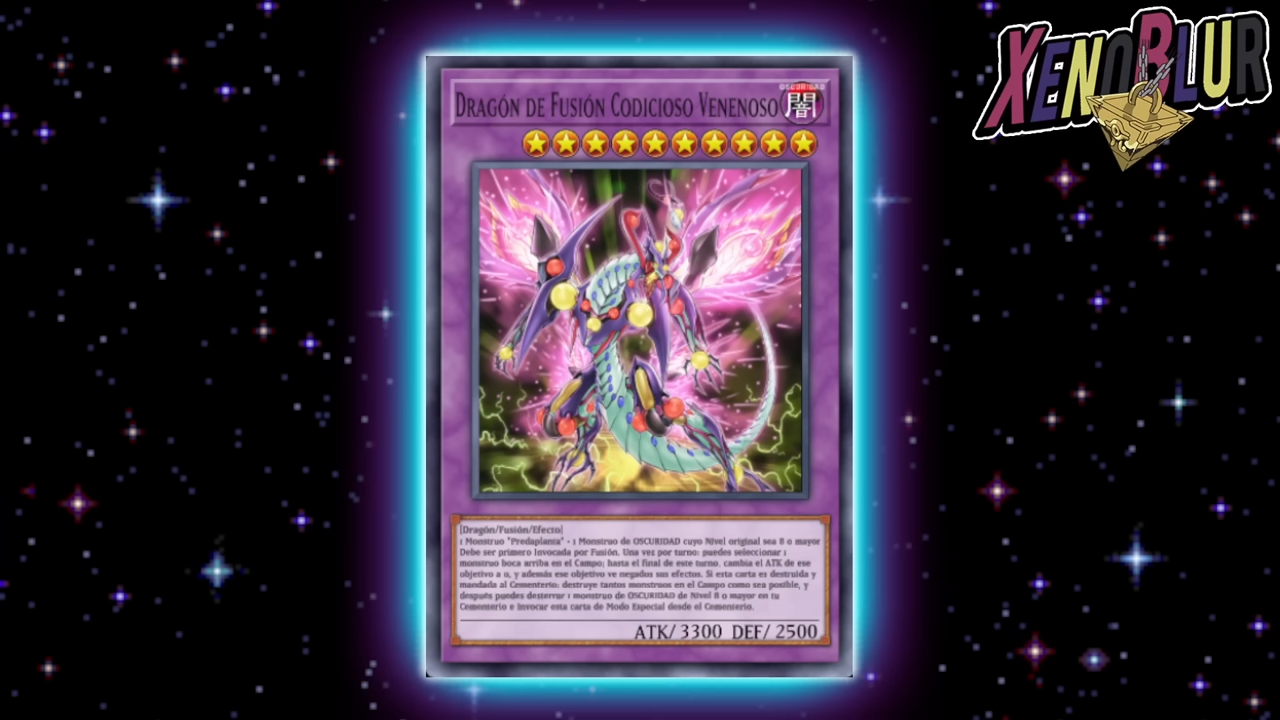 XENOBLUR
DRAGÓN DE FUSIÓN CODICIOSO VENENOSO
OSCURIDAD
闇
[Dragón/Fusión/Efecto]
1 Monstruo "Predaplanta" - 1 Monstruo de OSCURIDAD cuyo Nivel original sea 8 o mayor
Debe ser primero Invocada por Fusión. Una vez por turno: puedes seleccionar 1
monstruo boca arriba en el Campo; hasta el final de este turno, cambia el ATK de ese
objetivo a 0, y además ese objetivo ve negados sus efectos. Si esta carta es destruida y
mandada al Cementerio: destruye tantos monstruos en el Campo como sea posible, y
después puedes desterrar 1 monstruo de OSCURIDAD de Nivel 8 o mayor en tu
Cementerio e Invocar esta carta de Modo Especial desde el Cementerio.
ATK/ 3300 DEF/ 2500